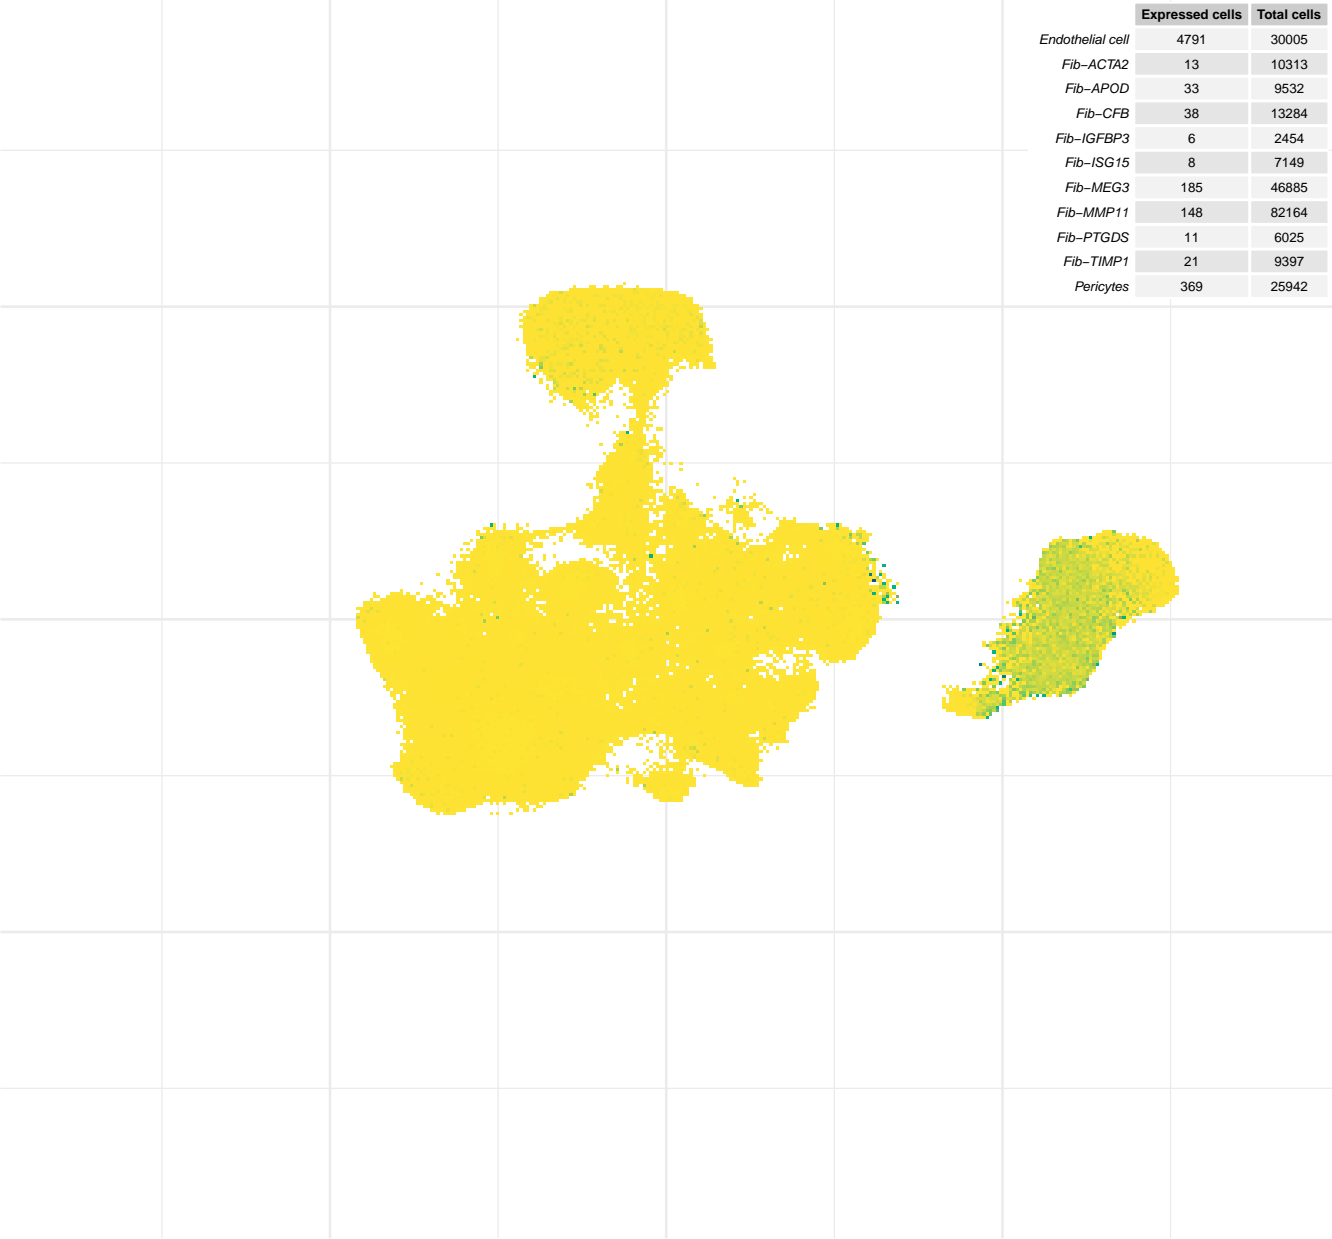 Expressed cells Total cells
Endothelial cell 4791 30005
Fib−ACTA2 13 10313
Fib−APOD 33 9532
Fib−CFB 38 13284
Fib−IGFBP3 6 2454
Fib−ISG15 8 7149
Fib−MEG3 185 46885
Fib−MMP11 148 82164
Fib−PTGDS 11 6025
Fib−TIMP1 21 9397
Pericytes 369 25942